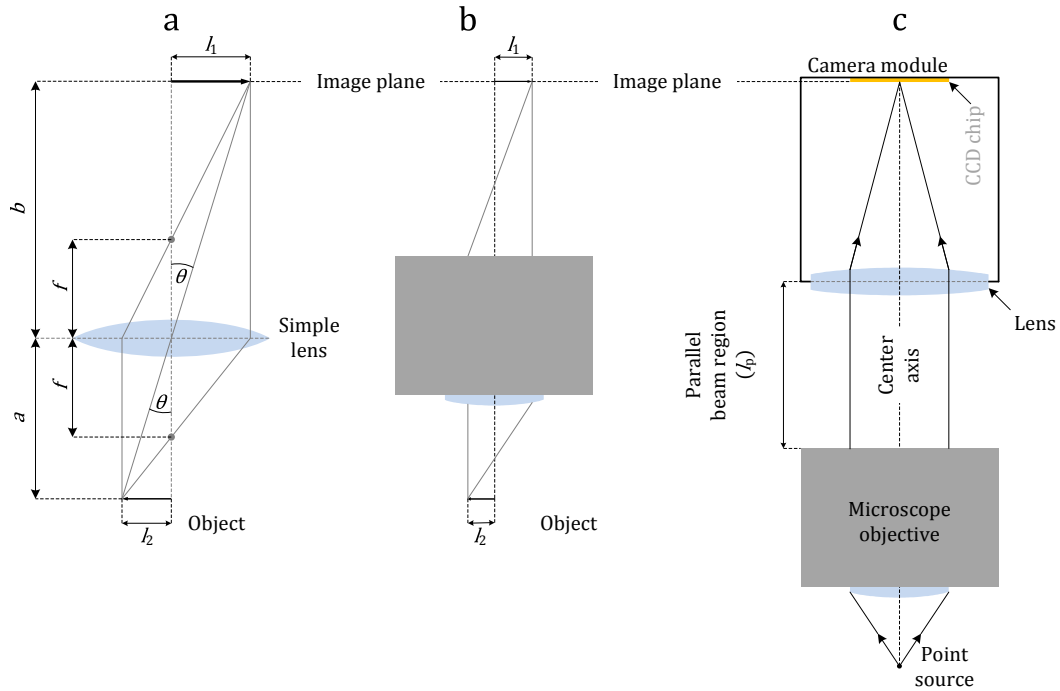 a
b
c
l1
l1
Camera module
Image plane
Image plane
CCD chip
b
f
θ
Simple
lens
Lens
Parallel
beam region
(lp)
Center
axis
f
a
θ
Microscope
objective
Object
Object
l2
l2
Point
source